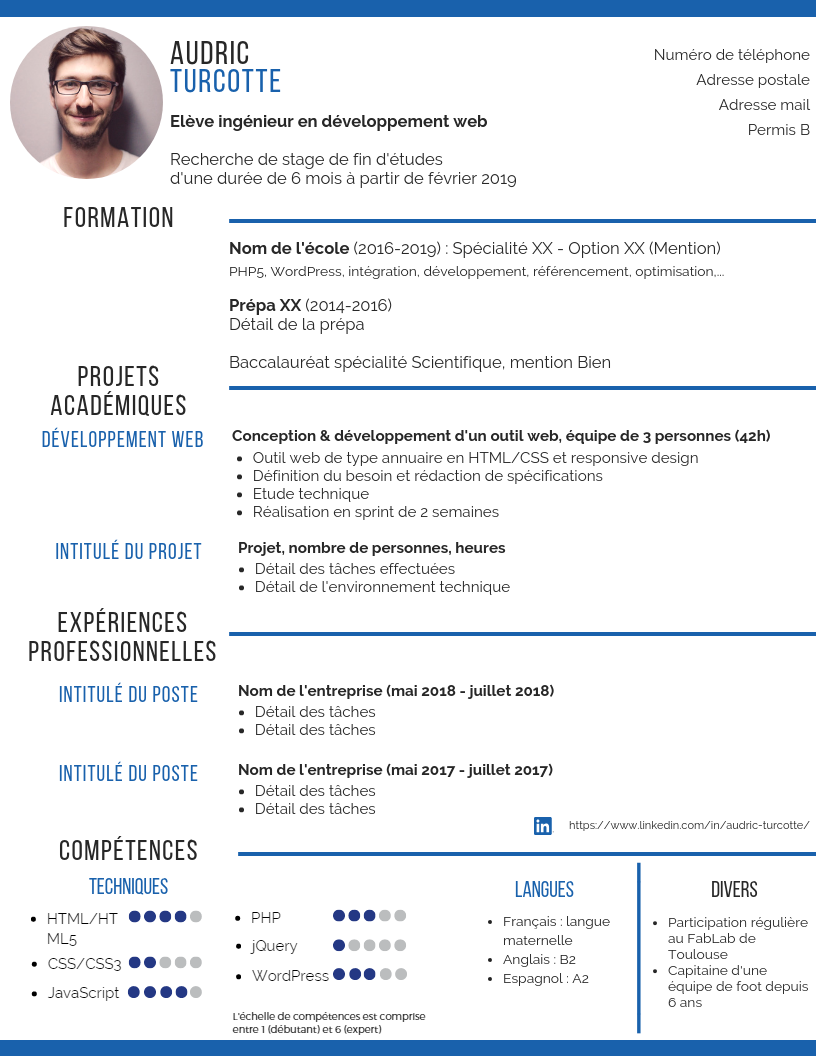 AUDRIC
TURCOTTE
Elève ingénieur en développement web
Recherche de stage de fin d'études
d'une durée de 6 mois à partir de février 2019
Numéro de téléphone
Adresse postale
Adresse mail
Permis B
FORMATION
Nom de l'école (2016-2019) : Spécialité XX - Option XX (Mention)
PHP5, WordPress, intégration, développement, référencement, optimisation,...
Prépa XX (2014-2016)
Détail de la prépa
Baccalauréat spécialité Scientifique, mention Bien
PROJETS
ACADÉMIQUES
DÉVELOPPEMENT WEB
Conception & développement d'un outil web, équipe de 3 personnes (42h)
• Outil web de type annuaire en HTML/CSS et responsive design
• Définition du besoin et rédaction de spécifications
• Etude technique
• Réalisation en sprint de 2 semaines
INTITULÉ DU PROJET
Projet, nombre de personnes, heures
• Détail des tâches effectuées
• Détail de l'environnement technique
EXPÉRIENCES
PROFESSIONNELLES
INTITULÉ DU POSTE
Nom de l'entreprise (mai 2018 - juillet 2018)
• Détail des tâches
• Détail des tâches
INTITULÉ DU POSTE
Nom de l'entreprise (mai 2017 - juillet 2017)
• Détail des tâches
• Détail des tâches
in https://www.linkedin.com/in/audric-turcotte/
COMPÉTENCES
TECHNIQUES
• HTML/HT
ML5
• CSS/CSS3
• JavaScript
• PHP
• jQuery
• WordPress
L'échelle de compétences est comprise
entre 1 (débutant) et 6 (expert)
LANGUES
• Français : langue
maternelle
• Anglais : B2
• Espagnol : A2
DIVERS
• Participation régulière
au FabLab de
Toulouse
• Capitaine d'une
équipe de foot depuis
6 ans